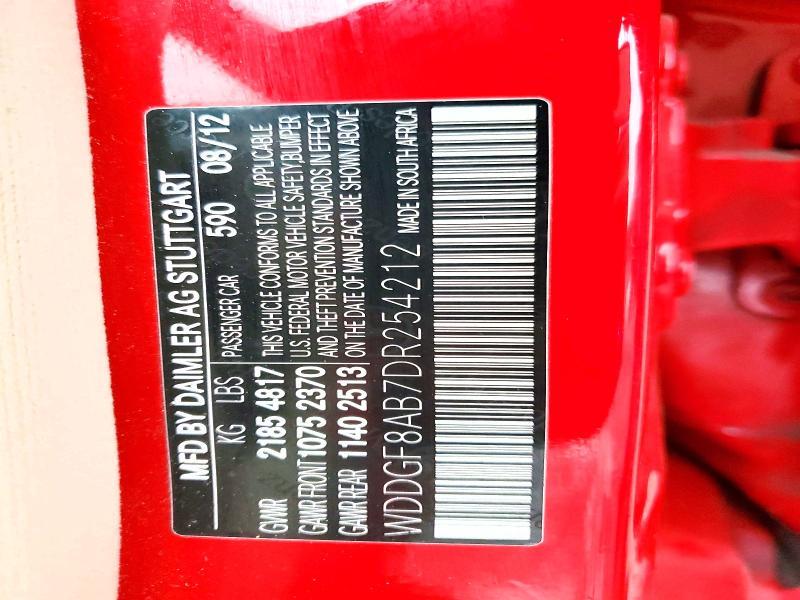 MFD BY DAIMLER AG STUTTGART
KG LBS PASSENGER CAR 590 08/12
GVWR 2185 4817 THIS VEHICLE CONFORMS TO ALL APPLICABLE
U.S. FEDERAL MOTOR VEHICLE SAFETY,BUMPER
GAWR FRONT 1075 2370 AND THEFT PREVENTION STANDARDS IN EFFECT
GAWR REAR 1140 2513 ON THE DATE OF MANUFACTURE SHOWN ABOVE
WDDGF8AB7DR254212 MADE IN SOUTH AFRICA